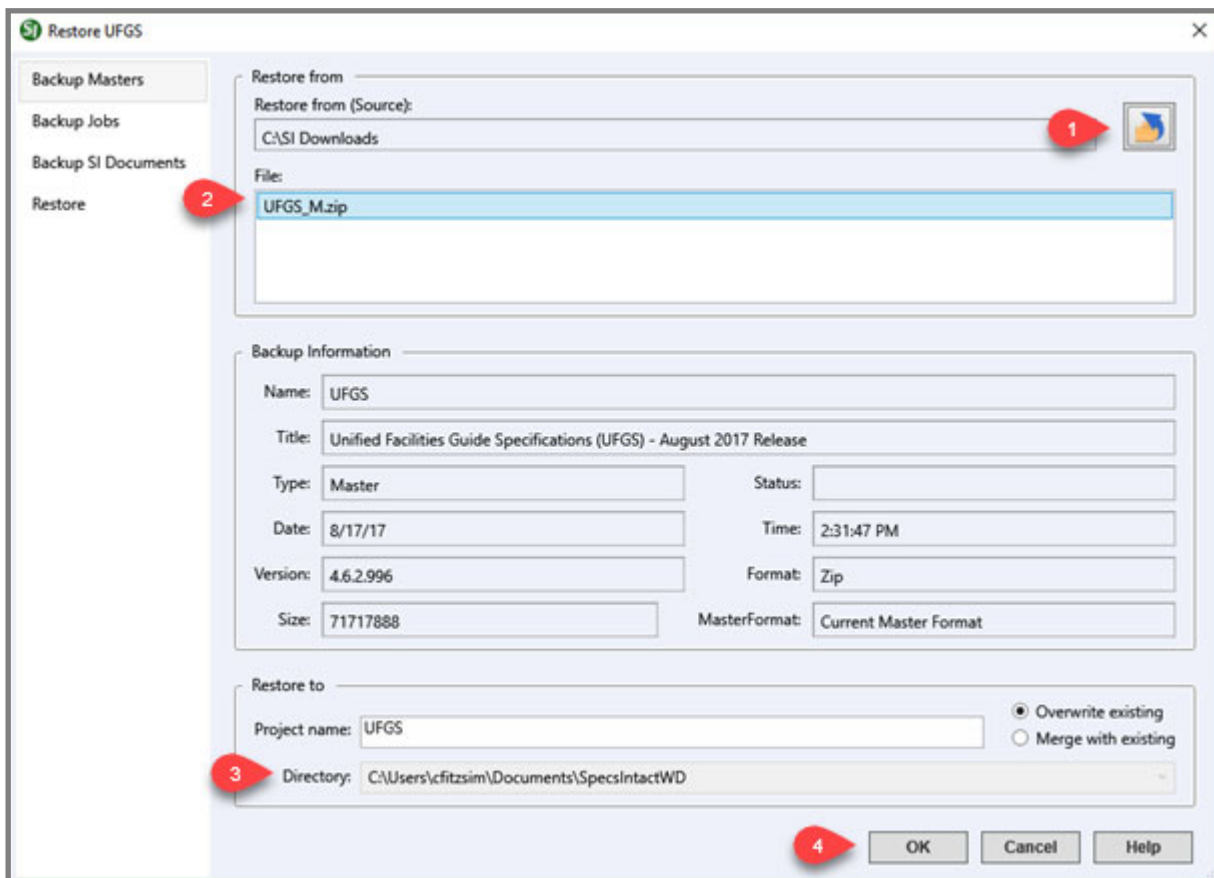 SI Restore UFGS
Backup Masters
Backup Jobs
Backup SI Documents
Restore
Restore from
Restore from (Source):
C:\SI Downloads
1
File:
2
UFGS_M.zip
Backup Information
Name: UFGS
Title: Unified Facilities Guide Specifications (UFGS) - August 2017 Release
Type: Master Status:
Date: 8/17/17 Time: 2:31:47 PM
Version: 4.6.2.996 Format: Zip
Size: 71717888 MasterFormat: Current Master Format
Restore to
Project name: UFGS
Overwrite existing
Merge with existing
3 Directory: C:\Users\cfitzsim\Documents\SpecsIntactWD
4 OK Cancel Help